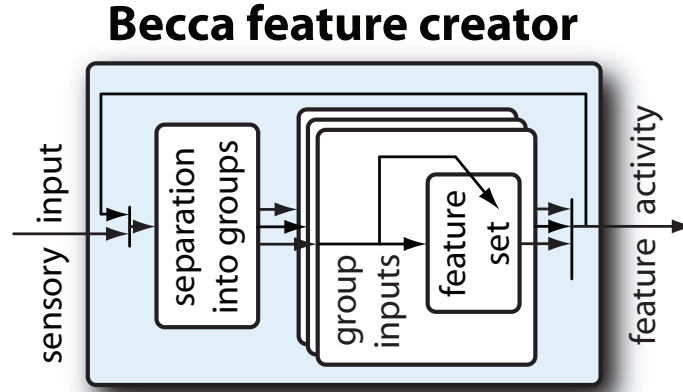 Becca feature creator
sensory input
separation
into groups
group
inputs
feature
set
feature activity